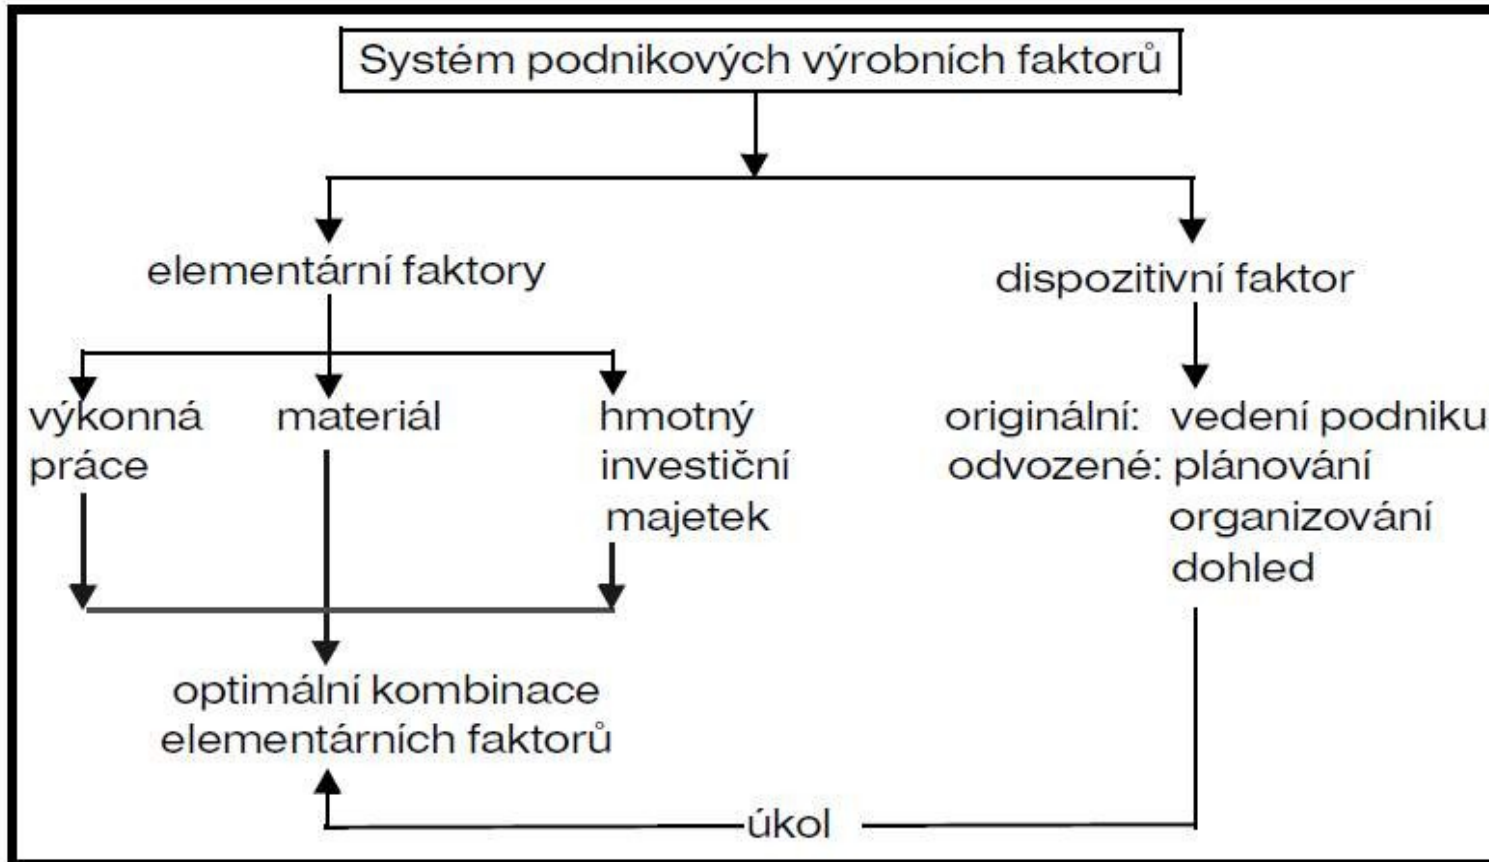 Systém podnikových výrobních faktorů
elementární faktory
dispozitivní faktor
výkonná
práce
materiál
hmotný
investiční
majetek
originální: vedení podniku
odvozené: plánování
organizování
dohled
optimální kombinace
elementárních faktorů
úkol